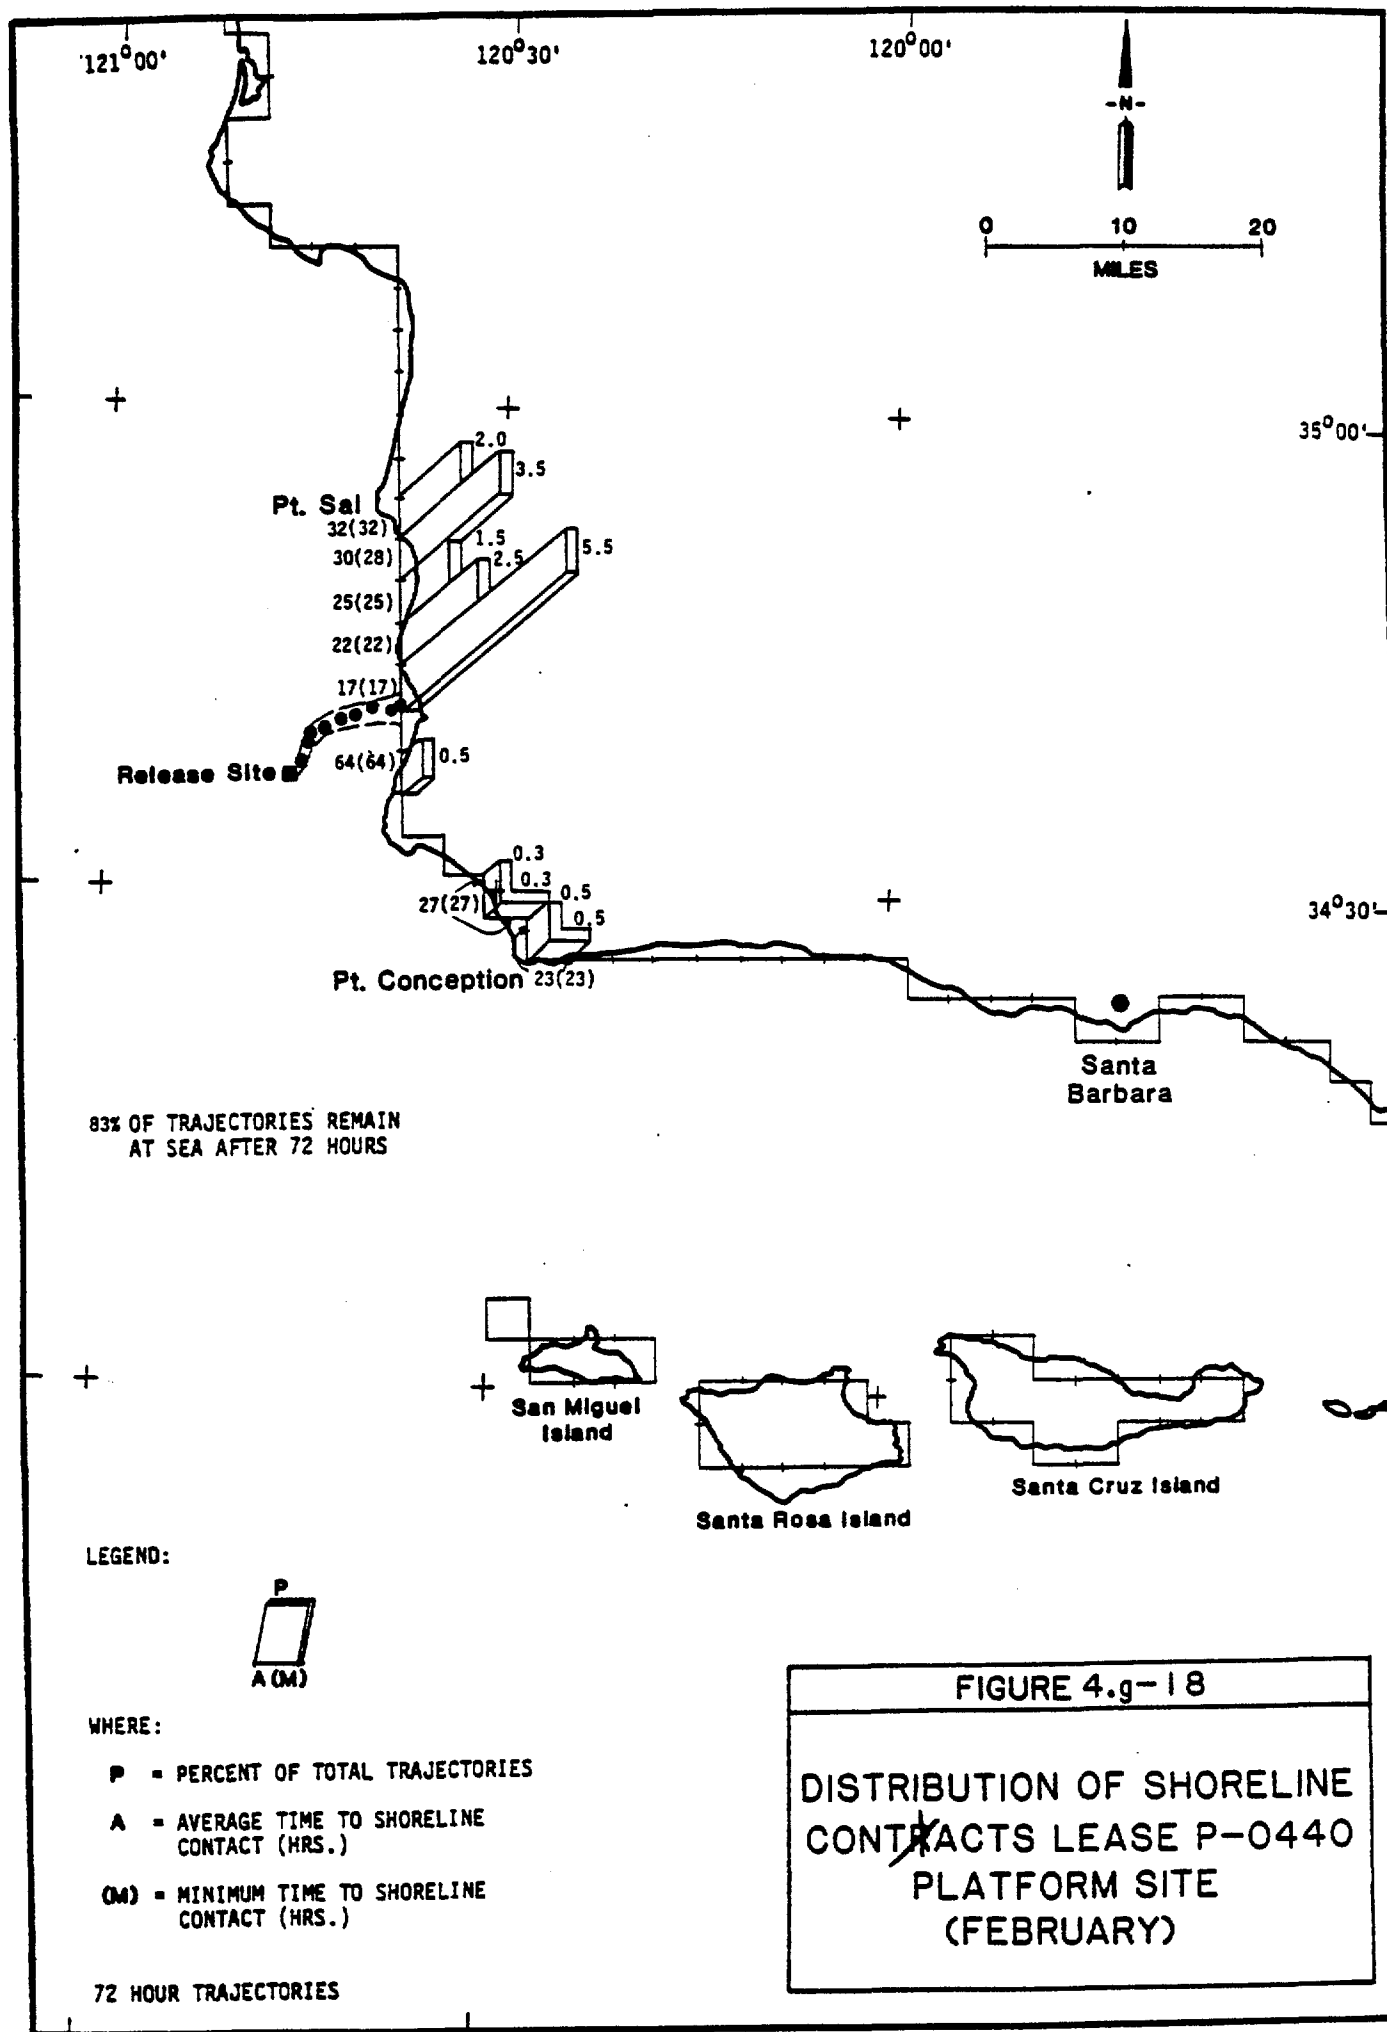 121°00' 120°30' 120°00'
-N-
0 10 20
MILES
35°00'
2.0
3.5
Pt. Sal
32(32)
30(28)
1.5
2.5
5.5
25(25)
22(22)
17(17)
64(64)
0.5
Release Site
0.3
0.3
0.5
27(27)
0.5
34°30'
Pt. Conception 23(23)
Santa
Barbara
83% OF TRAJECTORIES REMAIN
AT SEA AFTER 72 HOURS
San Miguel
Island
Santa Rosa Island
Santa Cruz Island
LEGEND:
P
A (M)
WHERE:
P = PERCENT OF TOTAL TRAJECTORIES
A = AVERAGE TIME TO SHORELINE
CONTACT (HRS.)
(M) = MINIMUM TIME TO SHORELINE
CONTACT (HRS.)
72 HOUR TRAJECTORIES
FIGURE 4.g-18
DISTRIBUTION OF SHORELINE
CONTRACTS LEASE P-0440
PLATFORM SITE
(FEBRUARY)